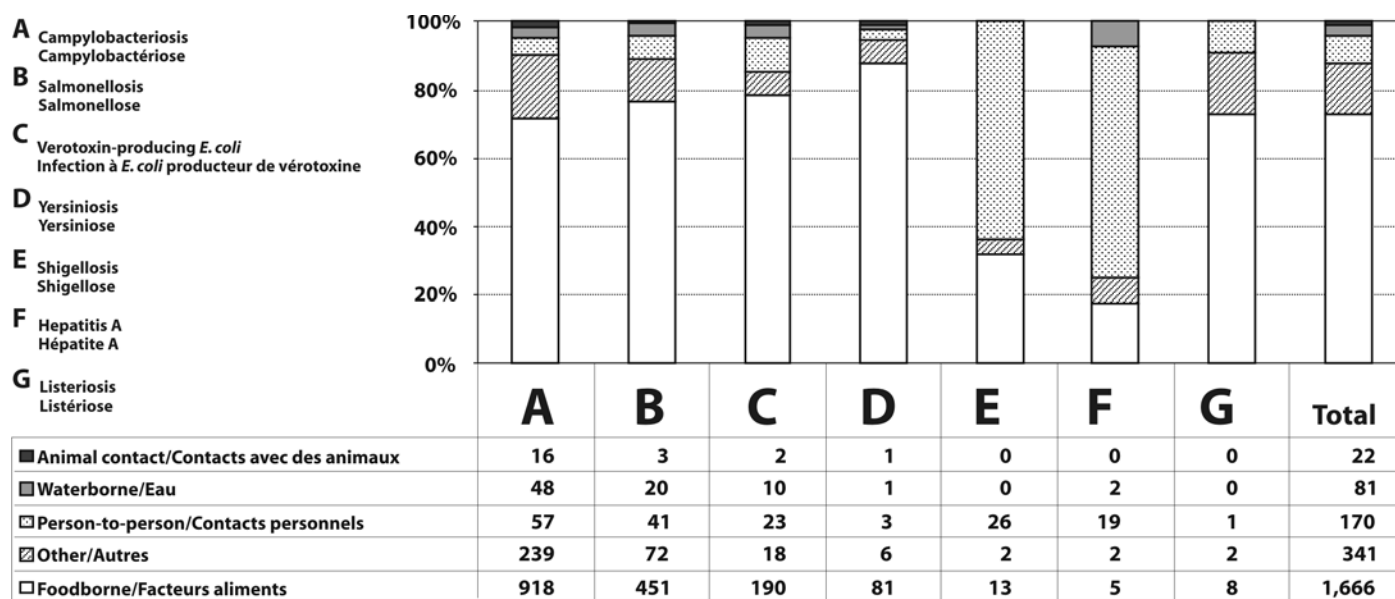 A Campylobacteriosis
Campylobactériose
B Salmonellosis
Salmonellose
C Verotoxin-producing E. coli
Infection à E. coli producteur de vérotoxine
D Yersiniosis
Yersiniose
E Shigellosis
Shigellose
F Hepatitis A
Hépatite A
G Listeriosis
Listériose
100%
80%
60%
40%
20%
0%
A B C D E F G Total
Animal contact/Contacts avec des animaux 16 3 2 1 0 0 0 22
Waterborne/Eau 48 20 10 1 0 2 0 81
Person-to-person/Contacts personnels 57 41 23 3 26 19 1 170
Other/Autres 239 72 18 6 2 2 2 341
Foodborne/Facteurs aliments 918 451 190 81 13 5 8 1,666